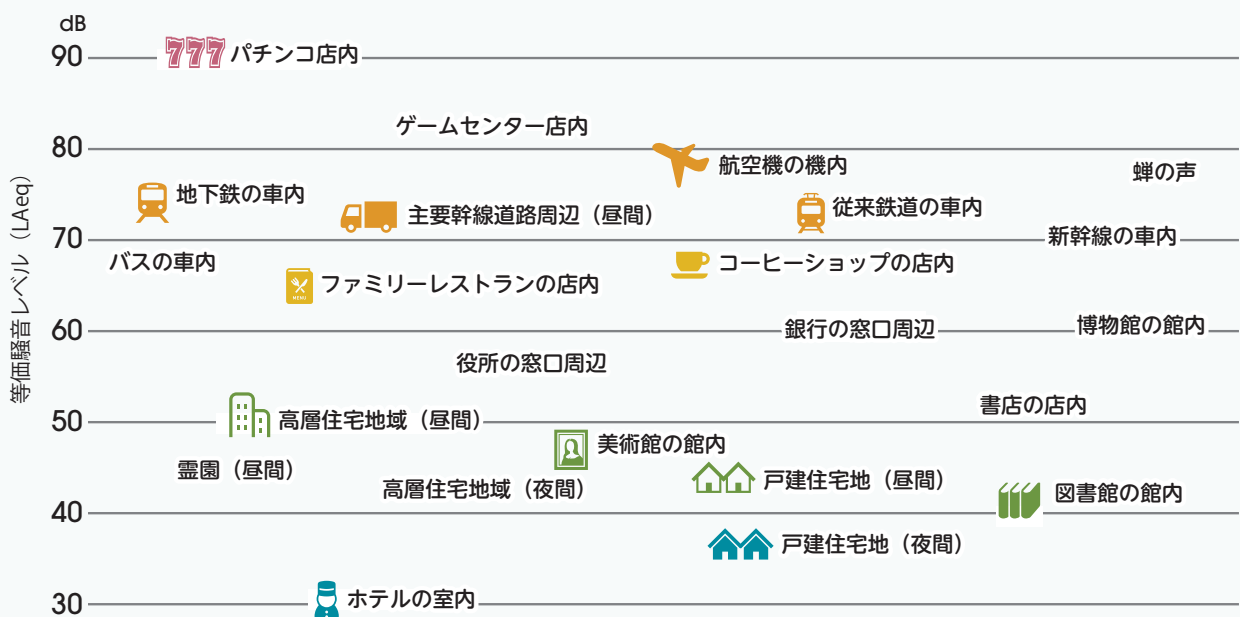 dB
90
777 パチンコ店内
ゲームセンター店内
80
航空機の機内
蝉の声
地下鉄の車内
従来鉄道の車内
主要幹線道路周辺（昼間）
70
新幹線の車内
バスの車内
コーヒーショップの店内
MENU
ファミリーレストランの店内
60
銀行の窓口周辺
博物館の館内
役所の窓口周辺
書店の店内
50
高層住宅地域（昼間）
美術館の館内
霊園（昼間）
戸建住宅地（昼間）
高層住宅地域（夜間）
図書館の館内
40
戸建住宅地（夜間）
30
ホテルの室内
等価騒音レベル（LAeq）